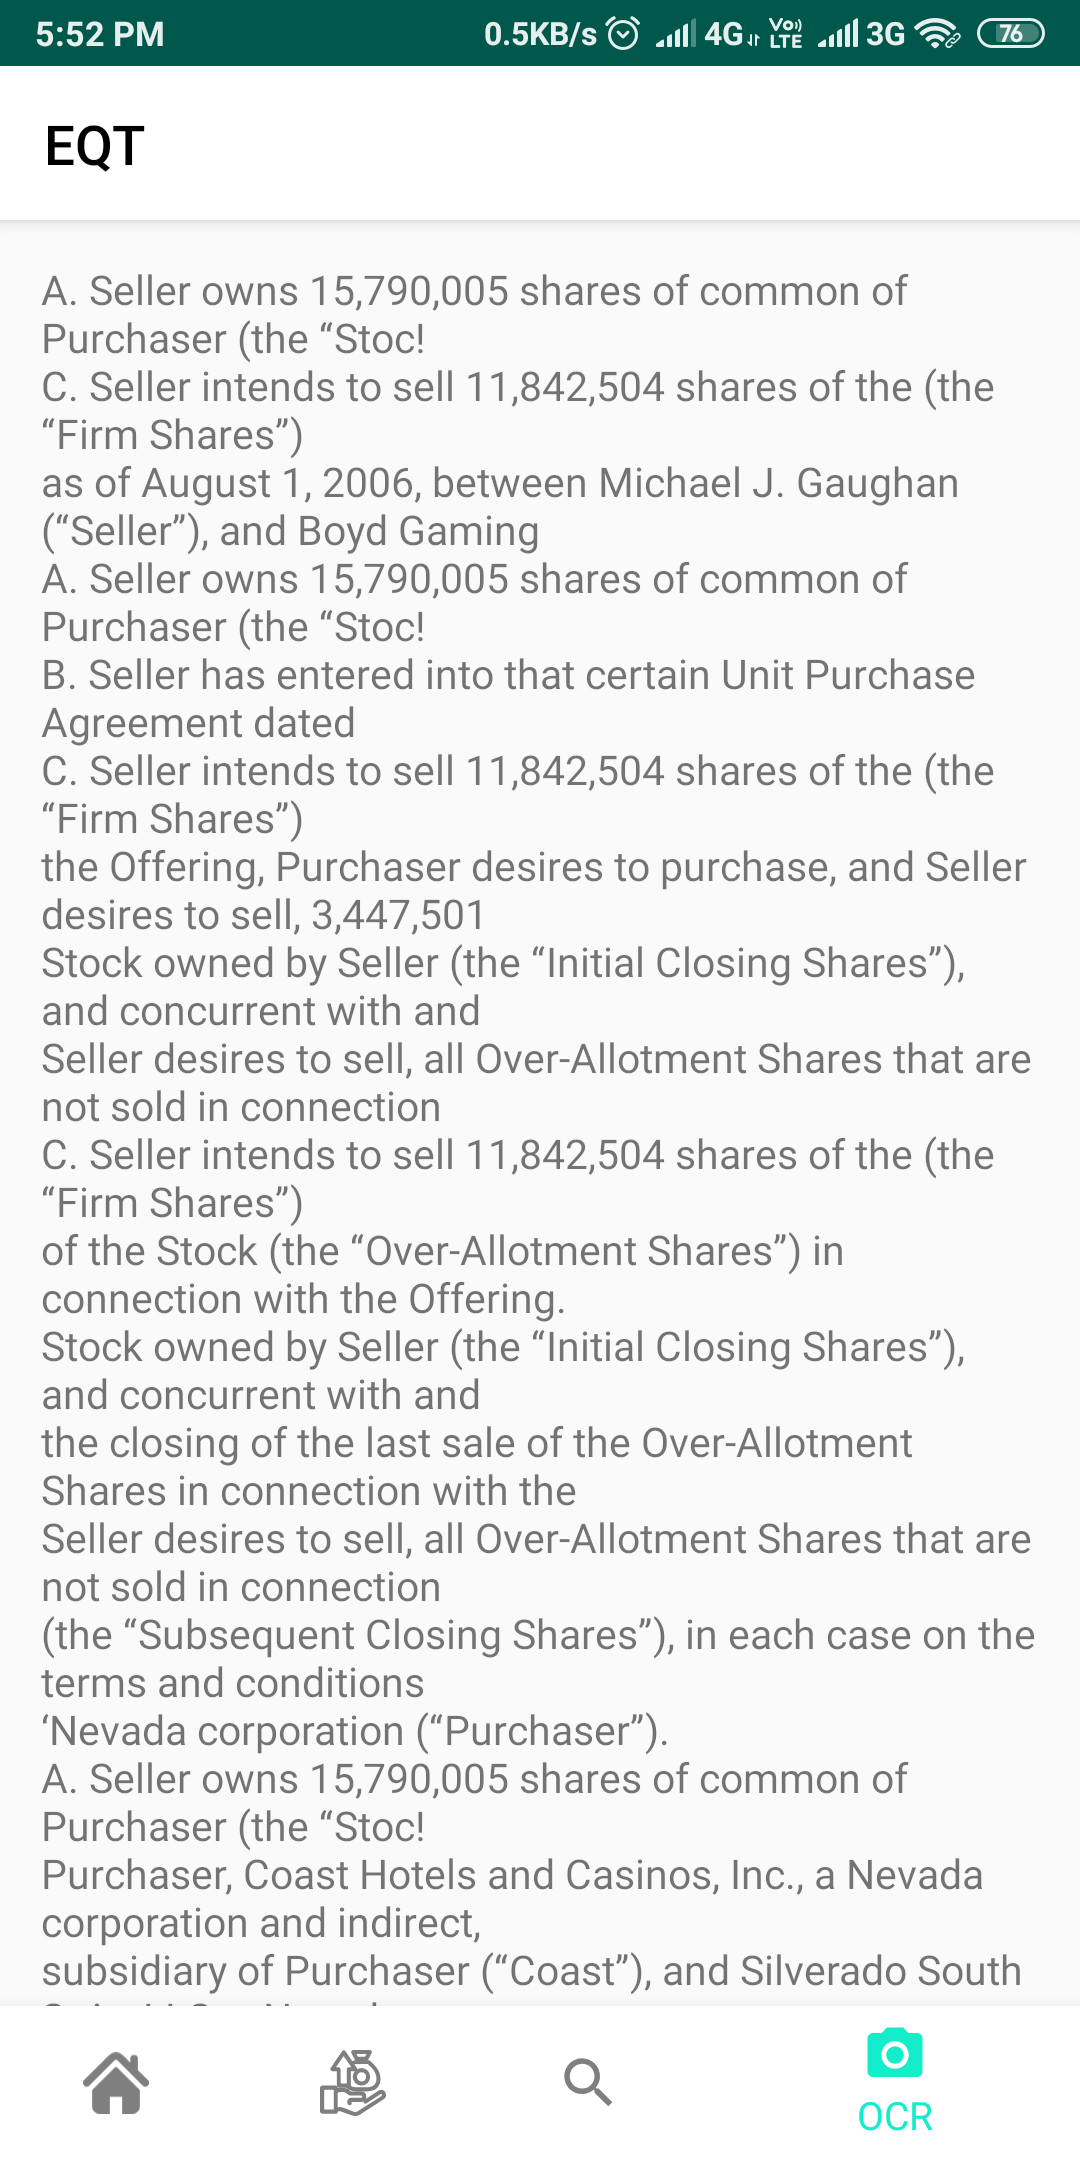 5:52 PM 0.5KB/s 4G VoLTE 3G 76
EQT
A. Seller owns 15,790,005 shares of common of
Purchaser (the “Stoc!
C. Seller intends to sell 11,842,504 shares of the (the
“Firm Shares”)
as of August 1, 2006, between Michael J. Gaughan
(“Seller”), and Boyd Gaming
A. Seller owns 15,790,005 shares of common of
Purchaser (the “Stoc!
B. Seller has entered into that certain Unit Purchase
Agreement dated
C. Seller intends to sell 11,842,504 shares of the (the
“Firm Shares”)
the Offering, Purchaser desires to purchase, and Seller
desires to sell, 3,447,501
Stock owned by Seller (the “Initial Closing Shares”),
and concurrent with and
Seller desires to sell, all Over-Allotment Shares that are
not sold in connection
C. Seller intends to sell 11,842,504 shares of the (the
“Firm Shares”)
of the Stock (the “Over-Allotment Shares”) in
connection with the Offering.
Stock owned by Seller (the “Initial Closing Shares”),
and concurrent with and
the closing of the last sale of the Over-Allotment
Shares in connection with the
Seller desires to sell, all Over-Allotment Shares that are
not sold in connection
(the “Subsequent Closing Shares”), in each case on the
terms and conditions
‘Nevada corporation (“Purchaser”).
A. Seller owns 15,790,005 shares of common of
Purchaser (the “Stoc!
Purchaser, Coast Hotels and Casinos, Inc., a Nevada
corporation and indirect,
subsidiary of Purchaser (“Coast”), and Silverado South
OCR